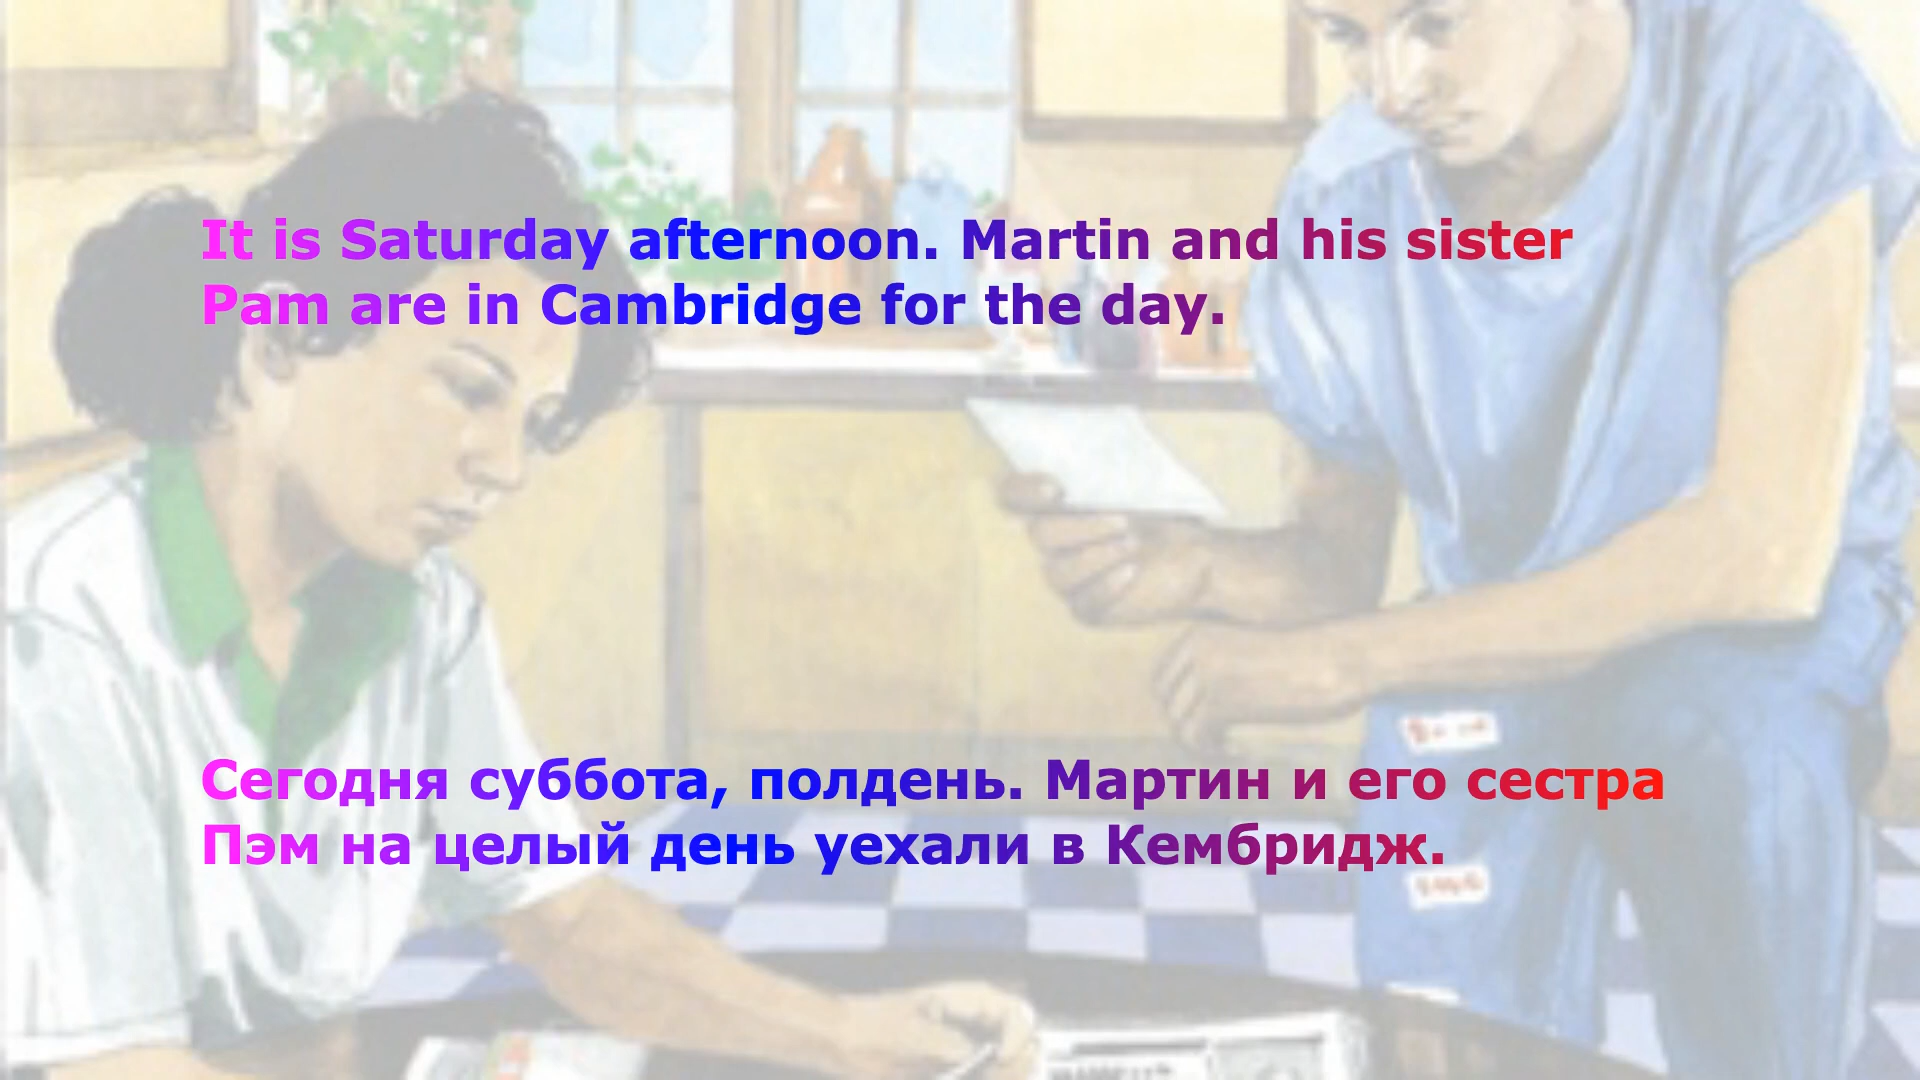 It is Saturday afternoon. Martin and his sister
Pam are in Cambridge for the day.
Сегодня суббота, полдень. Мартин и его сестра
Пэм на целый день уехали в Кембридж.